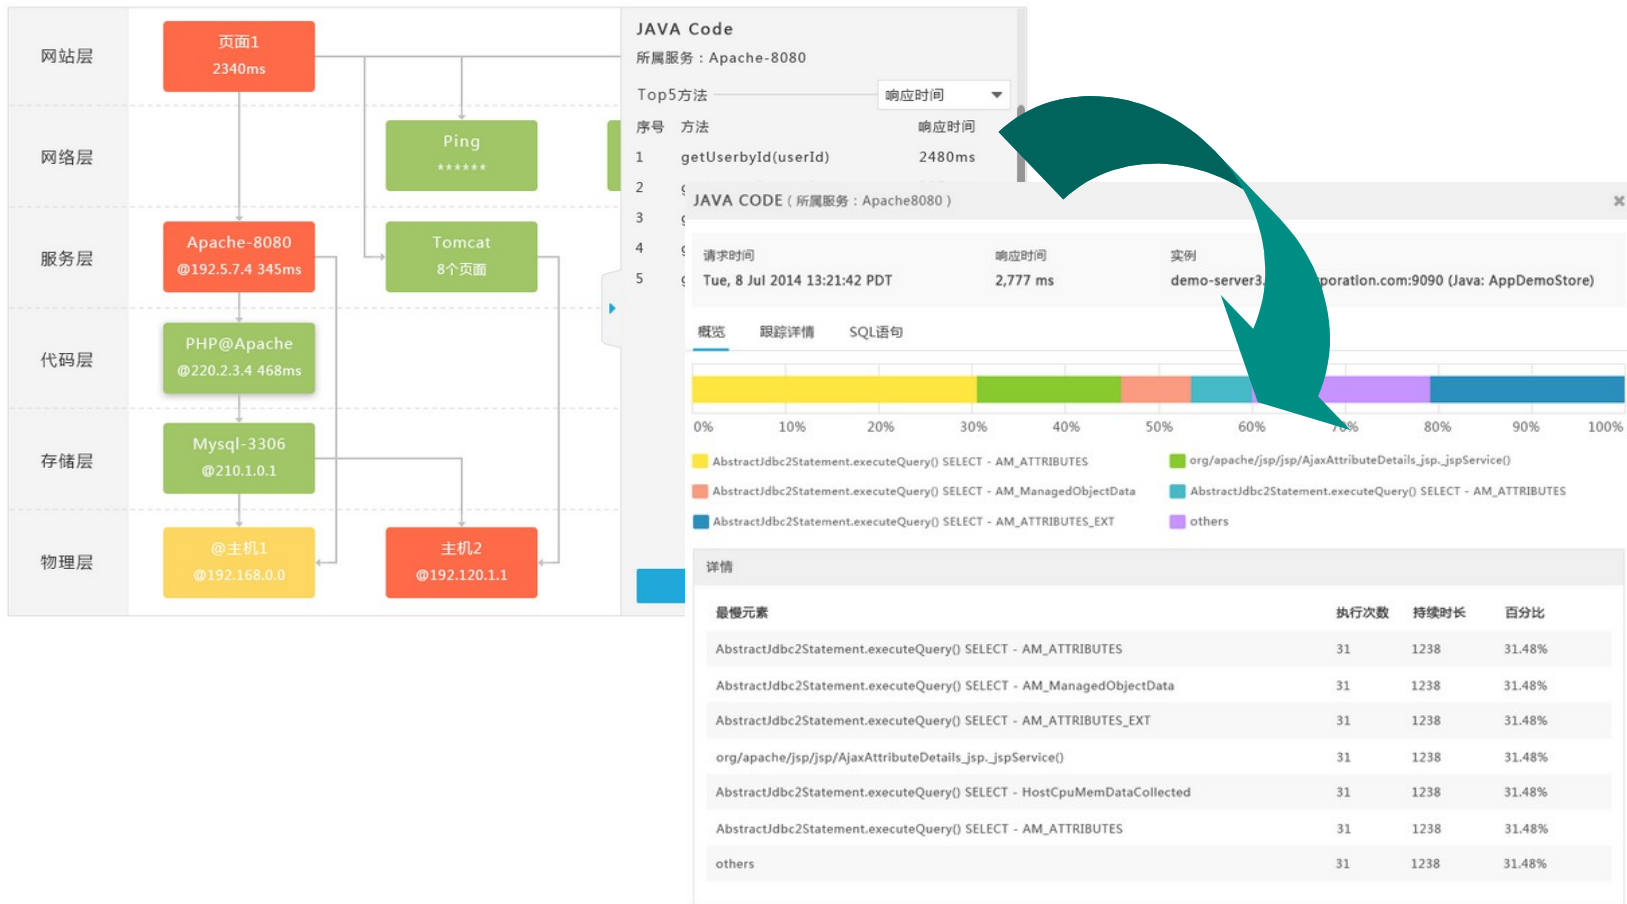 网站层
页面1
2340ms
网络层
Ping
******
服务层
Apache-8080
@192.5.7.4 345ms
Tomcat
8个页面
代码层
PHP@Apache
@220.2.3.4 468ms
存储层
Mysql-3306
@210.1.0.1
物理层
@主机1
@192.168.0.0
主机2
@192.120.1.1
JAVA Code
所属服务：Apache-8080
Top5方法 响应时间
序号 方法 响应时间
1 getUserbyId(userId) 2480ms
2
3
4
5
JAVA CODE ( 所属服务：Apache8080 )
请求时间 响应时间 实例
Tue, 8 Jul 2014 13:21:42 PDT 2,777 ms demo-server3. poration.com:9090 (Java: AppDemoStore)
概览 跟踪详情 SQL语句
0% 10% 20% 30% 40% 50% 60% 70% 80% 90% 100%
AbstractJdbc2Statement.executeQuery() SELECT - AM_ATTRIBUTES org/apache/jsp/jsp/AjaxAttributeDetails_jsp._jspService()
AbstractJdbc2Statement.executeQuery() SELECT - AM_ManagedObjectData AbstractJdbc2Statement.executeQuery() SELECT - AM_ATTRIBUTES
AbstractJdbc2Statement.executeQuery() SELECT - AM_ATTRIBUTES_EXT others
详情
最慢元素 执行次数 持续时长 百分比
AbstractJdbc2Statement.executeQuery() SELECT - AM_ATTRIBUTES 31 1238 31.48%
AbstractJdbc2Statement.executeQuery() SELECT - AM_ManagedObjectData 31 1238 31.48%
AbstractJdbc2Statement.executeQuery() SELECT - AM_ATTRIBUTES_EXT 31 1238 31.48%
org/apache/jsp/jsp/AjaxAttributeDetails_jsp._jspService() 31 1238 31.48%
AbstractJdbc2Statement.executeQuery() SELECT - HostCpuMemDataCollected 31 1238 31.48%
AbstractJdbc2Statement.executeQuery() SELECT - AM_ATTRIBUTES 31 1238 31.48%
others 31 1238 31.48%